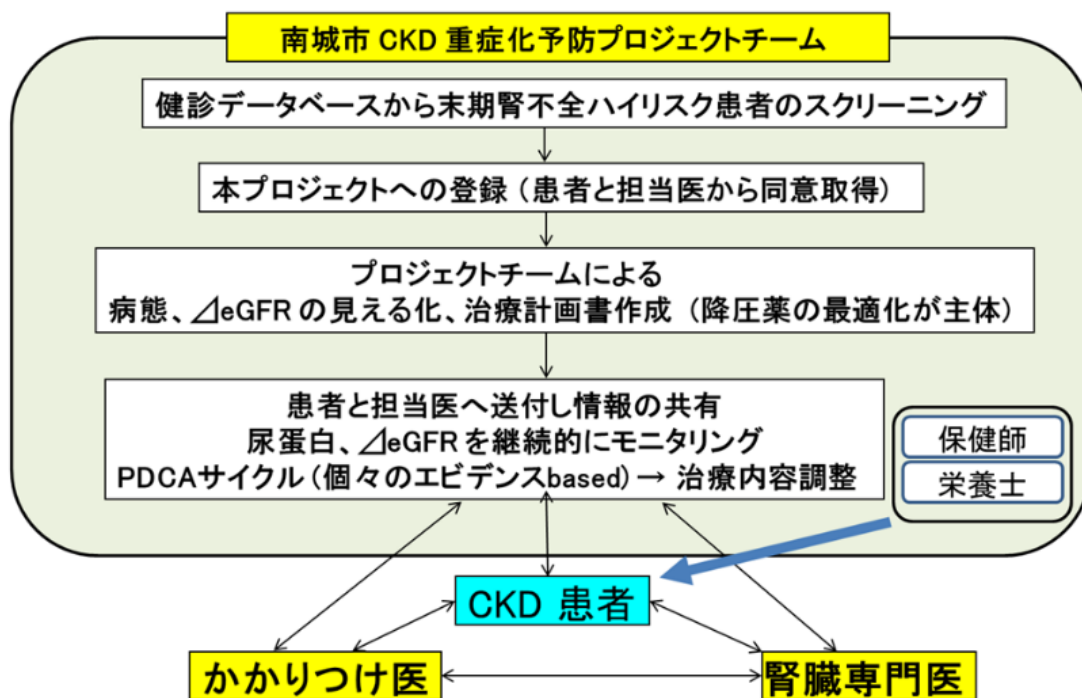 南城市 CKD 重症化予防プロジェクトチーム
健診データベースから末期腎不全ハイリスク患者のスクリーニング
本プロジェクトへの登録（患者と担当医から同意取得）
プロジェクトチームによる
病態、⊿eGFR の見える化、治療計画書作成（降圧薬の最適化が主体）
患者と担当医へ送付し情報の共有
尿蛋白、⊿eGFR を継続的にモニタリング
PDCAサイクル（個々のエビデンスbased）→ 治療内容調整
保健師
栄養士
CKD 患者
かかりつけ医
腎臓専門医